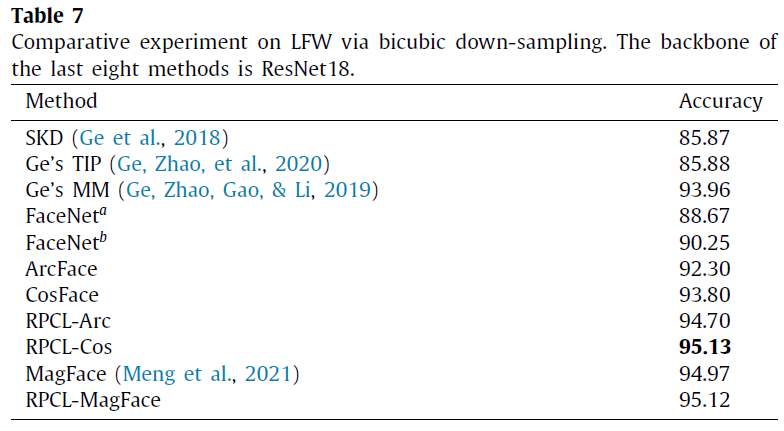 Table 7
Comparative experiment on LFW via bicubic down-sampling. The backbone of
the last eight methods is ResNet18.
Method Accuracy
SKD (Ge et al., 2018) 85.87
Ge's TIP (Ge, Zhao, et al., 2020) 85.88
Ge's MM (Ge, Zhao, Gao, & Li, 2019) 93.96
FaceNetᵃ 88.67
FaceNetᵇ 90.25
ArcFace 92.30
CosFace 93.80
RPCL-Arc 94.70
RPCL-Cos 95.13
MagFace (Meng et al., 2021) 94.97
RPCL-MagFace 95.12